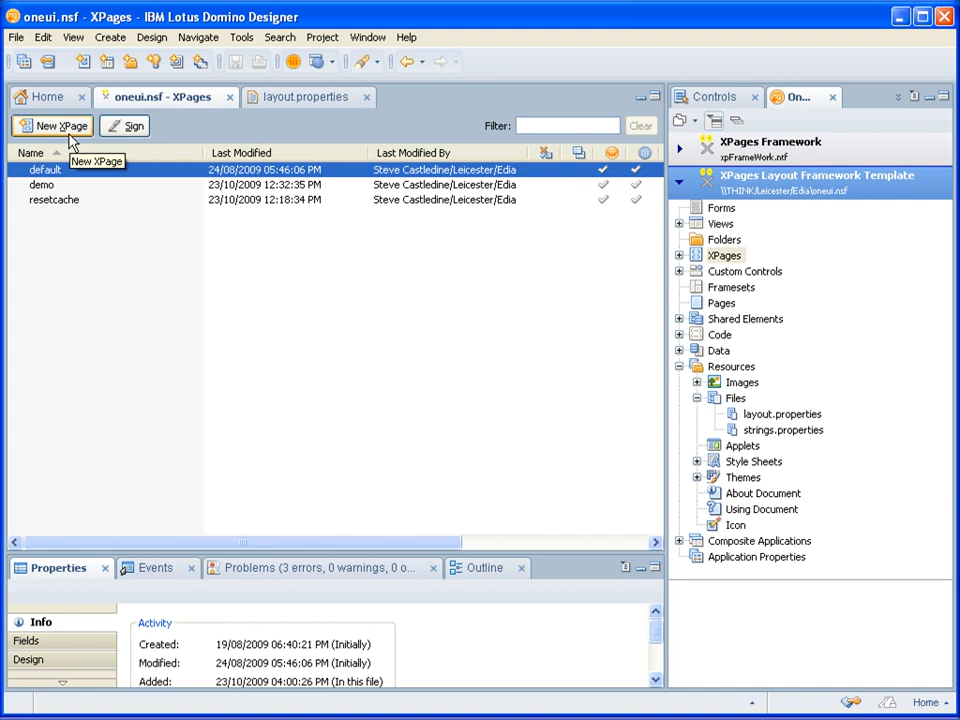 oneui.nsf - XPages - IBM Lotus Domino Designer
File Edit View Create Design Navigate Tools Search Project Window Help
Home oneui.nsf - XPages layout.properties Controls On...
New XPage Sign Filter: Clear
New XPage
Name Last Modified Last Modified By
default 24/08/2009 05:46:06 PM Steve Castledine/Leicester/Edia
demo 23/10/2009 12:32:35 PM Steve Castledine/Leicester/Edia
resetcache 23/10/2009 12:18:34 PM Steve Castledine/Leicester/Edia
XPages Framework
xpFrameWork.ntf
XPages Layout Framework Template
\\THINK/Leicester/Edia\oneui.nsf
Forms
Views
Folders
XPages
Custom Controls
Framesets
Pages
Shared Elements
Code
Data
Resources
Images
Files
layout.properties
strings.properties
Applets
Style Sheets
Themes
About Document
Using Document
Icon
Composite Applications
Application Properties
Properties Events Problems (3 errors, 0 warnings, 0 o... Outline
Info
Fields
Design
Activity
Created: 19/08/2009 06:40:21 PM (Initially)
Modified: 24/08/2009 05:46:06 PM (Initially)
Added: 23/10/2009 04:00:26 PM (In this file)
Home